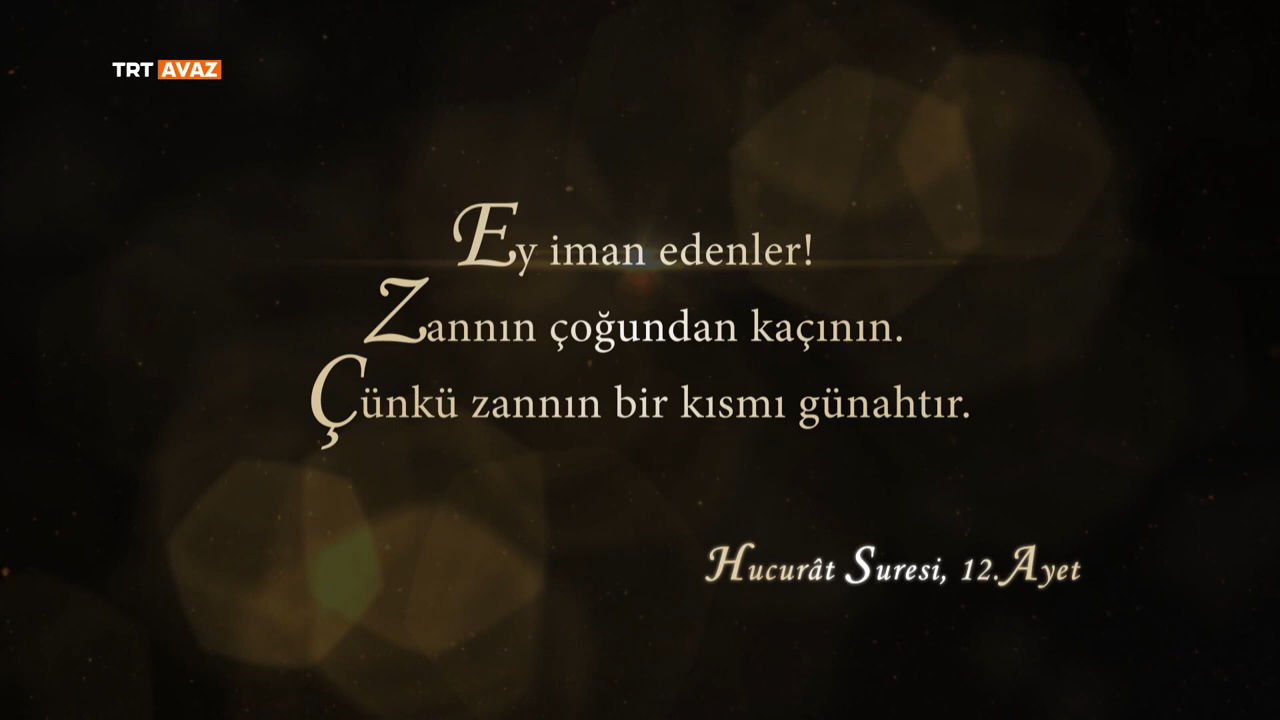 TRT AVAZ
Ey iman edenler!
Zannın çoğundan kaçının.
Çünkü zannın bir kısmı günahtır.
Hucurât Suresi, 12.Ayet